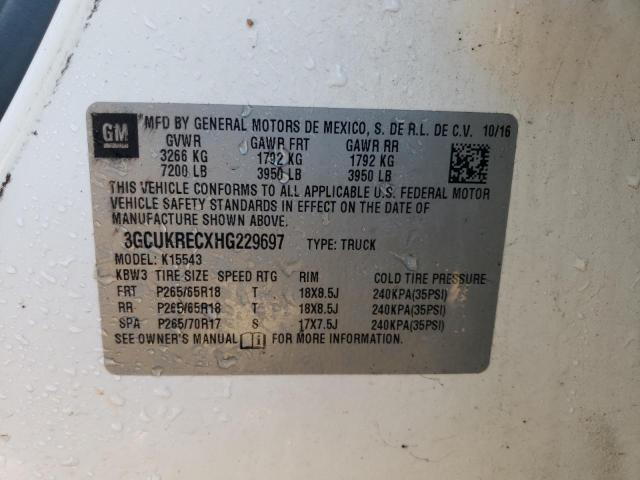 GM
MFD BY GENERAL MOTORS DE MEXICO, S. DE R.L. DE C.V. 10/16
GVWR GAWR FRT GAWR RR
3266 KG 1792 KG 1792 KG
7200 LB 3950 LB 3950 LB
THIS VEHICLE CONFORMS TO ALL APPLICABLE U.S. FEDERAL MOTOR
VEHICLE SAFETY STANDARDS IN EFFECT ON THE DATE OF
MANUFACTURE SHOWN ABOVE.
3GCUKRECXHG229697 TYPE: TRUCK
MODEL: K15543
KBW3 TIRE SIZE SPEED RTG RIM COLD TIRE PRESSURE
FRT P265/65R18 T 18X8.5J 240KPA(35PSI)
RR P265/65R18 T 18X8.5J 240KPA(35PSI)
SPA P265/70R17 S 17X7.5J 240KPA(35PSI)
SEE OWNER'S MANUAL FOR MORE INFORMATION.